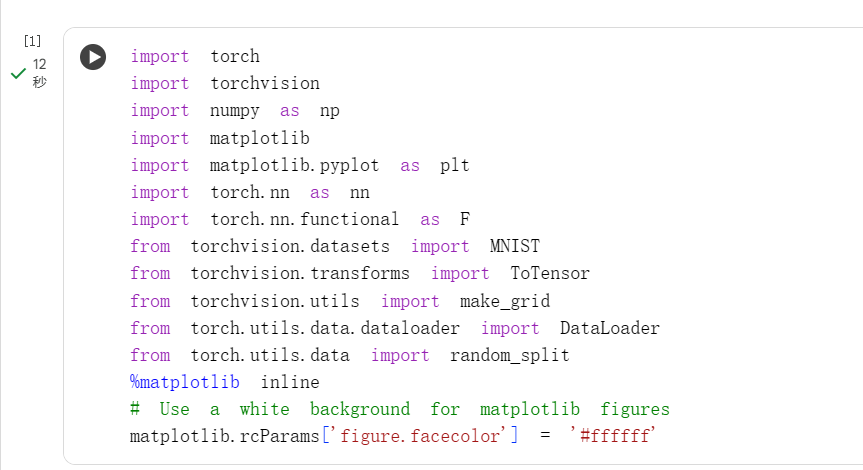 [1]
12
秒
import torch
import torchvision
import numpy as np
import matplotlib
import matplotlib.pyplot as plt
import torch.nn as nn
import torch.nn.functional as F
from torchvision.datasets import MNIST
from torchvision.transforms import ToTensor
from torchvision.utils import make_grid
from torch.utils.data.dataloader import DataLoader
from torch.utils.data import random_split
%matplotlib inline
# Use a white background for matplotlib figures
matplotlib.rcParams['figure.facecolor'] = '#ffffff'